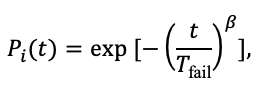 P_i(t) = exp [− (t / T_fail)^β],